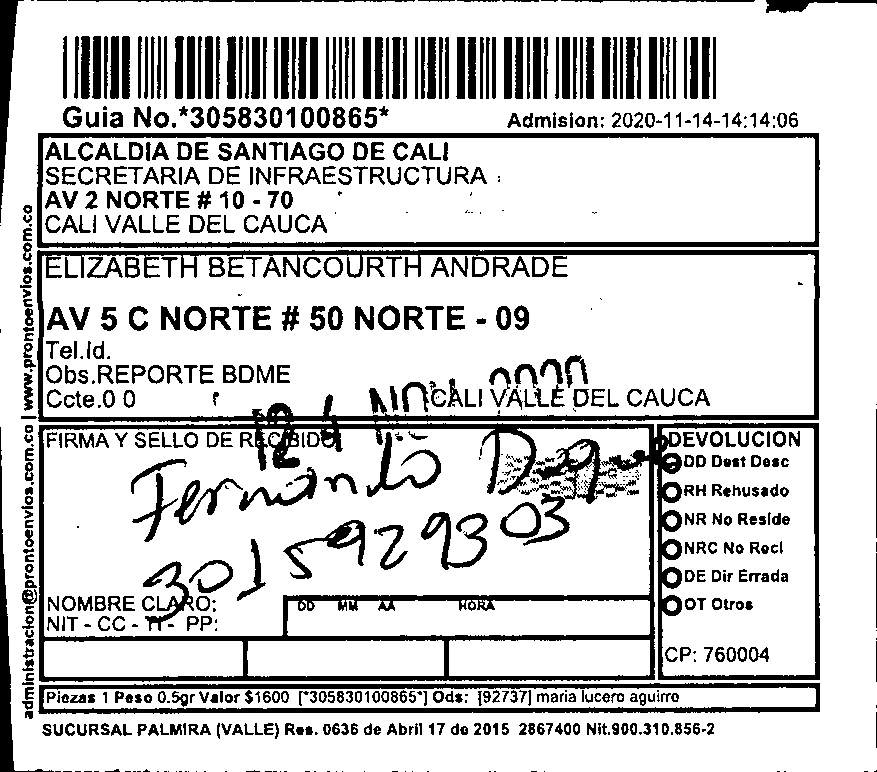 Guia No.*305830100865*
Admision: 2020-11-14-14:14:06
ALCALDIA DE SANTIAGO DE CALI
SECRETARIA DE INFRAESTRUCTURA
AV 2 NORTE # 10 - 70
CALI VALLE DEL CAUCA
ELIZABETH BETANCOURTH ANDRADE
AV 5 C NORTE # 50 NORTE - 09
Tel.Id.
Obs.REPORTE BDME
Ccte.0 0 CALI VALLE DEL CAUCA
FIRMA Y SELLO DE RECIBIDO
Fernando
3015929303
NOMBRE CLARO:
NIT - CC - TI - PP:
DD MM AA HORA
DEVOLUCION
DD Dest Desc
RH Rehusado
NR No Reside
NRC No Recl
DE Dir Errada
OT Otros
CP: 760004
Piezas 1 Peso 0.5gr Valor $1600 [*305830100865*] Ods: [92737] maria lucero aguirre
SUCURSAL PALMIRA (VALLE) Res. 0636 de Abril 17 de 2015 2867400 Nit.900.310.856-2
administracion@prontoenvios.com.co | www.prontoenvios.com.co